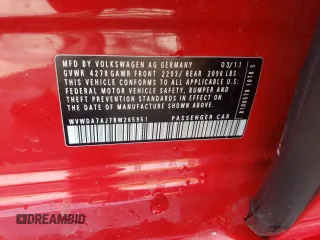 MFD. BY VOLKSWAGEN AG GERMANY 03/11
GVWR 4278 GAWR FRONT 2293/ REAR 2096 LBS
THIS VEHICLE CONFORMS TO ALL APPLICABLE
FEDERAL MOTOR VEHICLE SAFETY, BUMPER AND
THEFT PREVENTION STANDARDS IN EFFECT ON THE
DATE OF MANUFACTURE SHOWN ABOVE.
WVWDA7AJ7BW265951
PASSENGER CAR
DREAMBID